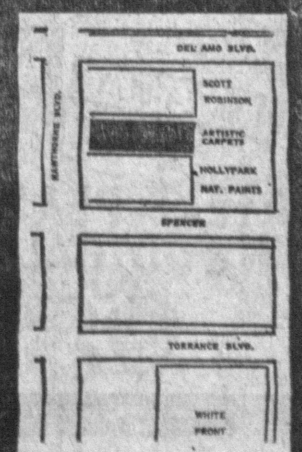 DEL AMO BLVD.
HAWTHORNE BLVD.
SCOTT
ROBINSON
ARTISTIC
CARPETS
HOLLYPARK
NAT. PAINTS
SPENCER
TORRANCE BLVD.
WHITE
FRONT